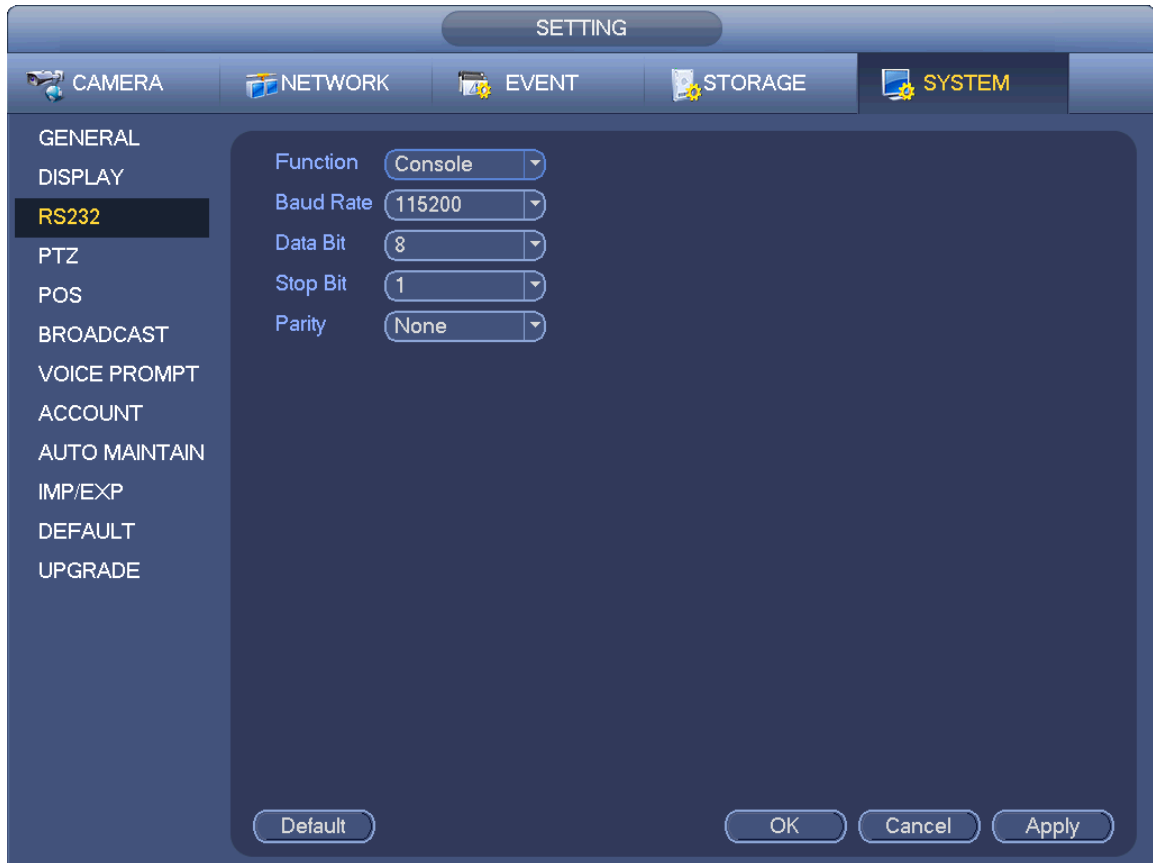 SETTING
CAMERA NETWORK EVENT STORAGE SYSTEM
GENERAL
DISPLAY
RS232
PTZ
POS
BROADCAST
VOICE PROMPT
ACCOUNT
AUTO MAINTAIN
IMP/EXP
DEFAULT
UPGRADE
Function Console
Baud Rate 115200
Data Bit 8
Stop Bit 1
Parity None
Default OK Cancel Apply